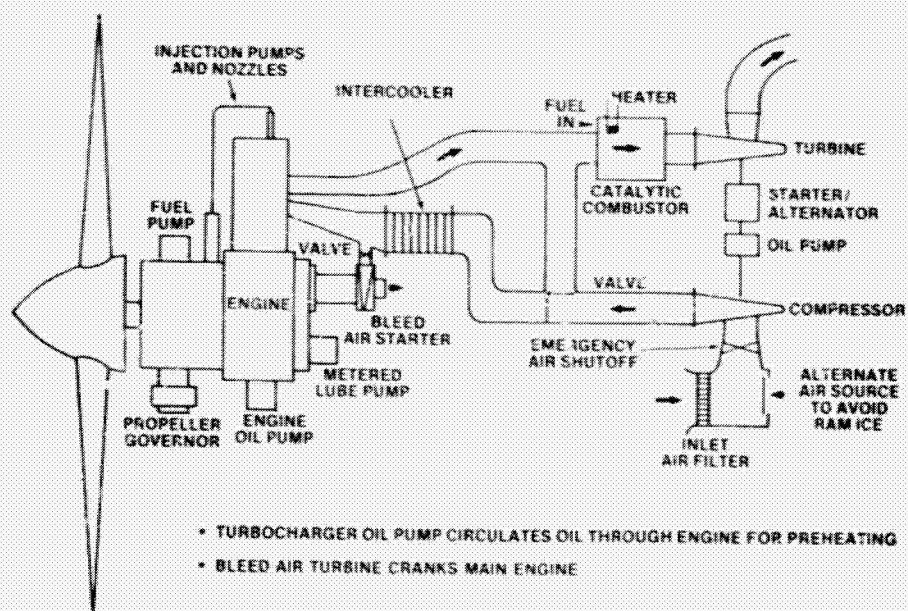 INJECTION PUMPS
AND NOZZLES
INTERCOOLER
FUEL
IN
HEATER
TURBINE
CATALYTIC
COMBUSTOR
STARTER/
ALTERNATOR
FUEL
PUMP
VALVE
OIL PUMP
ENGINE
VALVE
COMPRESSOR
BLEED
AIR STARTER
EMERGENCY
AIR SHUTOFF
METERED
LUBE PUMP
ALTERNATE
AIR SOURCE
TO AVOID
RAM ICE
PROPELLER
GOVERNOR
ENGINE
OIL PUMP
INLET
AIR FILTER
• TURBOCHARGER OIL PUMP CIRCULATES OIL THROUGH ENGINE FOR PREHEATING
• BLEED AIR TURBINE CRANKS MAIN ENGINE